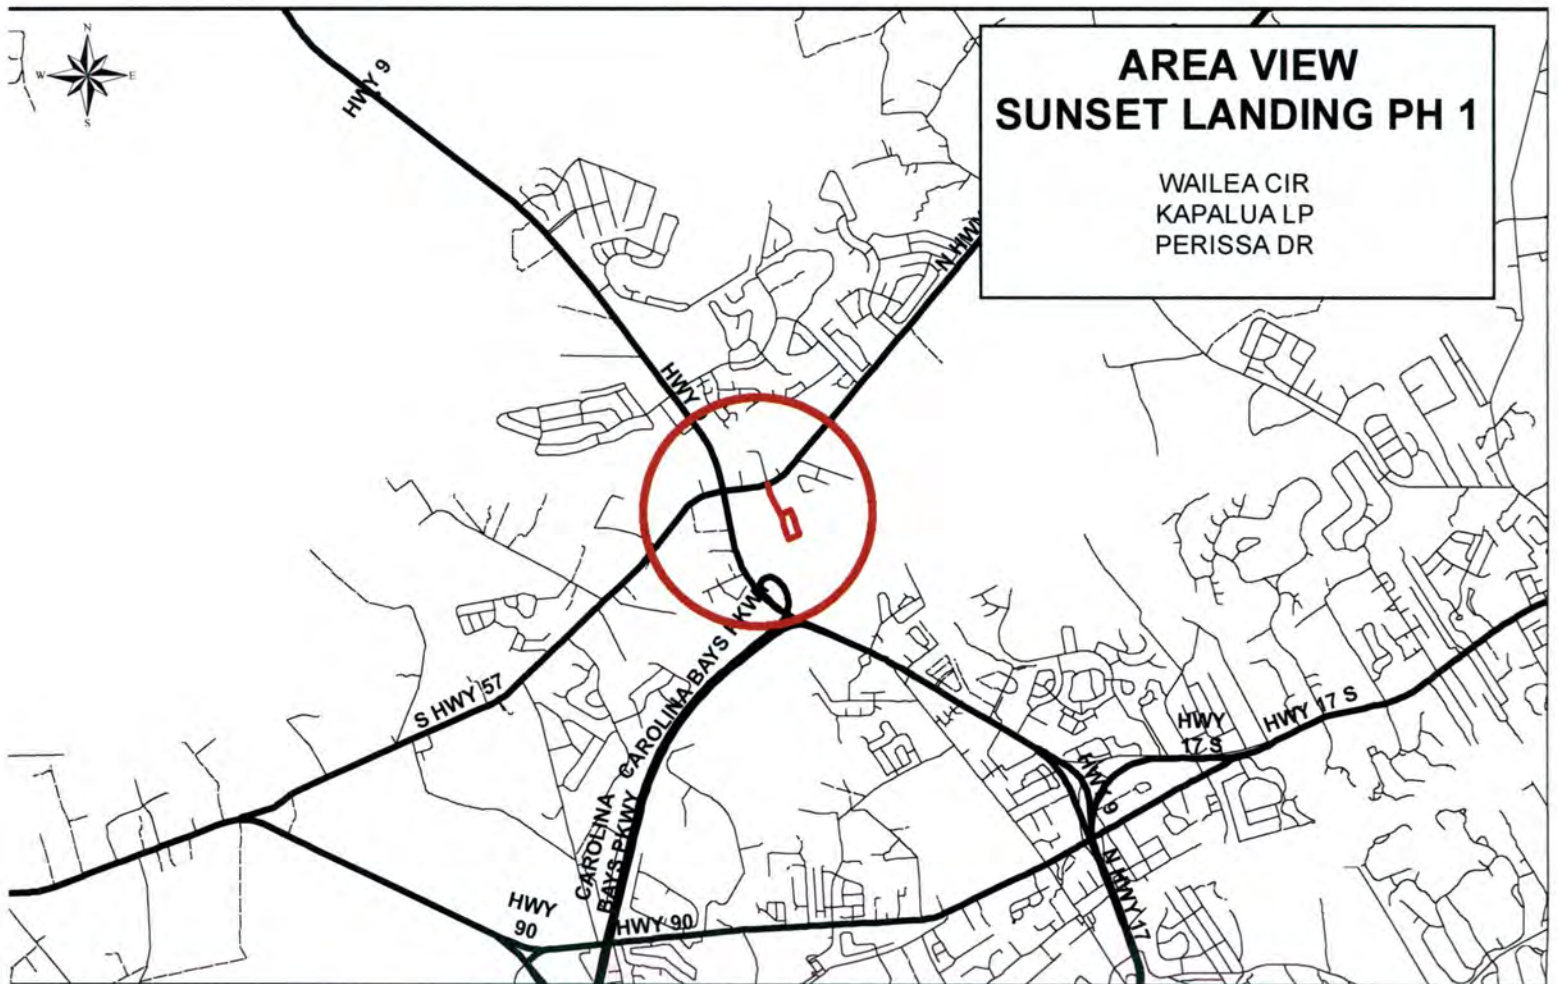 N
W
E
S
HWY 9
AREA VIEW
SUNSET LANDING PH 1
WAILEA CIR
KAPALUA LP
PERISSA DR
N HWY
HWY
CAROLINA BAYS PKWY
S HWY 57
HWY
17 S
HWY 17 S
HWY 9
CAROLINA
BAYS PKWY
HWY
90
HWY 90
N HWY 17